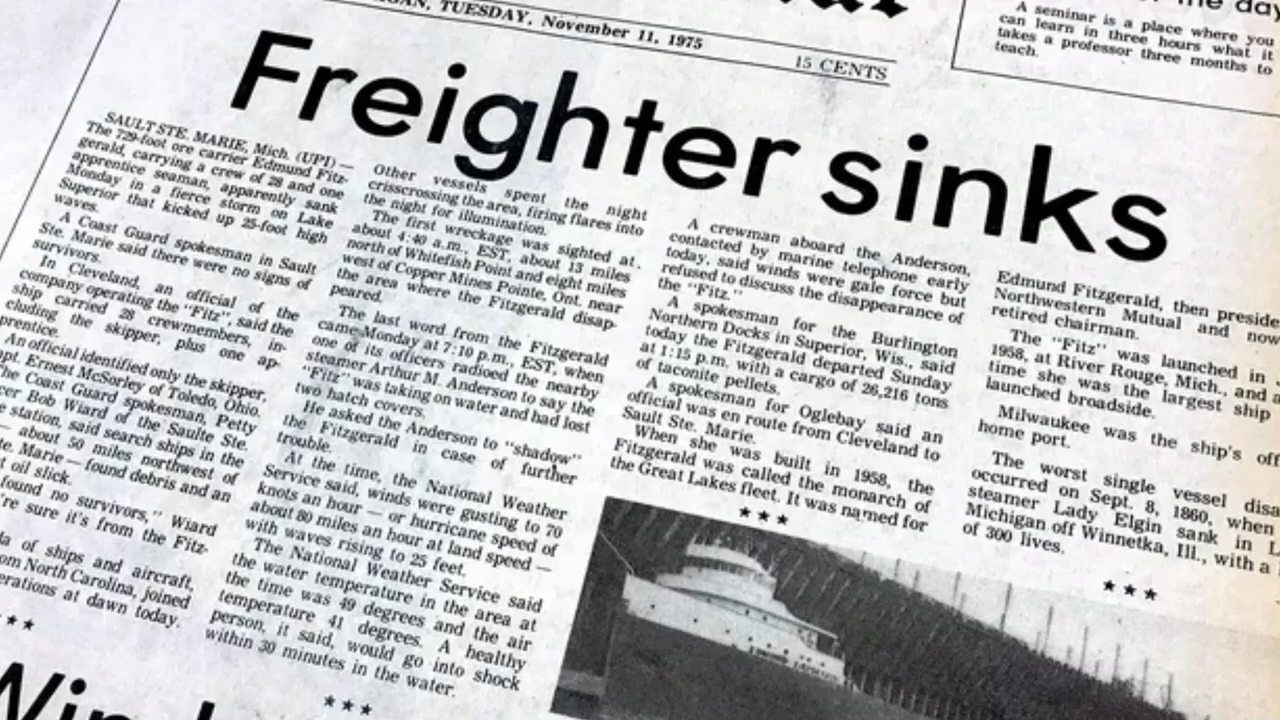 GAN, TUESDAY, November 11, 1975
15 CENTS
the day
A seminar is a place where you
can learn in three hours what it
takes a professor three months to
teach.
Freighter sinks
SAULT STE. MARIE, Mich. (UPI) —
The 729-foot ore carrier Edmund Fitz-
gerald, carrying a crew of 28 and one
apprentice seaman, apparently sank
Monday in a fierce storm on Lake
Superior that kicked up 25-foot high
waves.
A Coast Guard spokesman in Sault
Ste. Marie said there were no signs of
survivors.
In Cleveland, an official of the
company operating the "Fitz", said the
ship carried 28 crewmembers, in-
cluding the skipper, plus one ap-
prentice.
An official identified only the skipper,
apt. Ernest McSorley of Toledo, Ohio.
The Coast Guard spokesman, Petty
cer Bob Wiard of the Saulte Ste.
e station, said search ships in the
— about 50 miles northwest of
e. Marie — found debris and an
t oil slick.
found no survivors," Wiard
're sure it's from the Fitz-
la of ships and aircraft,
om North Carolina, joined
erations at dawn today.
★★★
Other vessels spent the night
crisscrossing the area, firing flares into
the night for illumination.
The first wreckage was sighted at
about 4:40 a.m., EST, about 13 miles
north of Whitefish Point and eight miles
west of Copper Mines Pointe, Ont. near
the area where the Fitzgerald disap-
peared.
The last word from the Fitzgerald
came Monday at 7:10 p.m., EST, when
one of its officers radioed the nearby
steamer Arthur M. Anderson to say the
"Fitz" was taking on water and had lost
two hatch covers.
He asked the Anderson to "shadow"
the Fitzgerald in case of further
trouble.
At the time, the National Weather
Service said, winds were gusting to 70
knots an hour — or hurricane speed of
about 80 miles an hour at land speed —
with waves rising to 25 feet.
The National Weather Service said
the water temperature in the area at
the time was 49 degrees and the air
temperature 41 degrees. A healthy
person, it said, would go into shock
within 30 minutes in the water.
★★★
A crewman aboard the Anderson,
contacted by marine telephone early
today, said winds were gale force but
refused to discuss the disappearance of
the "Fitz."
A spokesman for the Burlington
Northern Docks in Superior, Wis., said
today the Fitzgerald departed Sunday
at 1:15 p.m. with a cargo of 26,216 tons
of taconite pellets.
A spokesman for Oglebay said an
official was en route from Cleveland to
Sault Ste. Marie.
When she was built in 1958, the
Fitzgerald was called the monarch of
the Great Lakes fleet. It was named for
★★★
Edmund Fitzgerald, then preside
Northwestern Mutual and now
retired chairman.
The "Fitz" was launched in
1958, at River Rouge, Mich., and a
time she was the largest ship
launched broadside.
Milwaukee was the ship's off
home port.
The worst single vessel disa
occurred on Sept. 8, 1860, when
steamer Lady Elgin sank in L
Michigan off Winnetka, Ill., with a
of 300 lives.
★★★